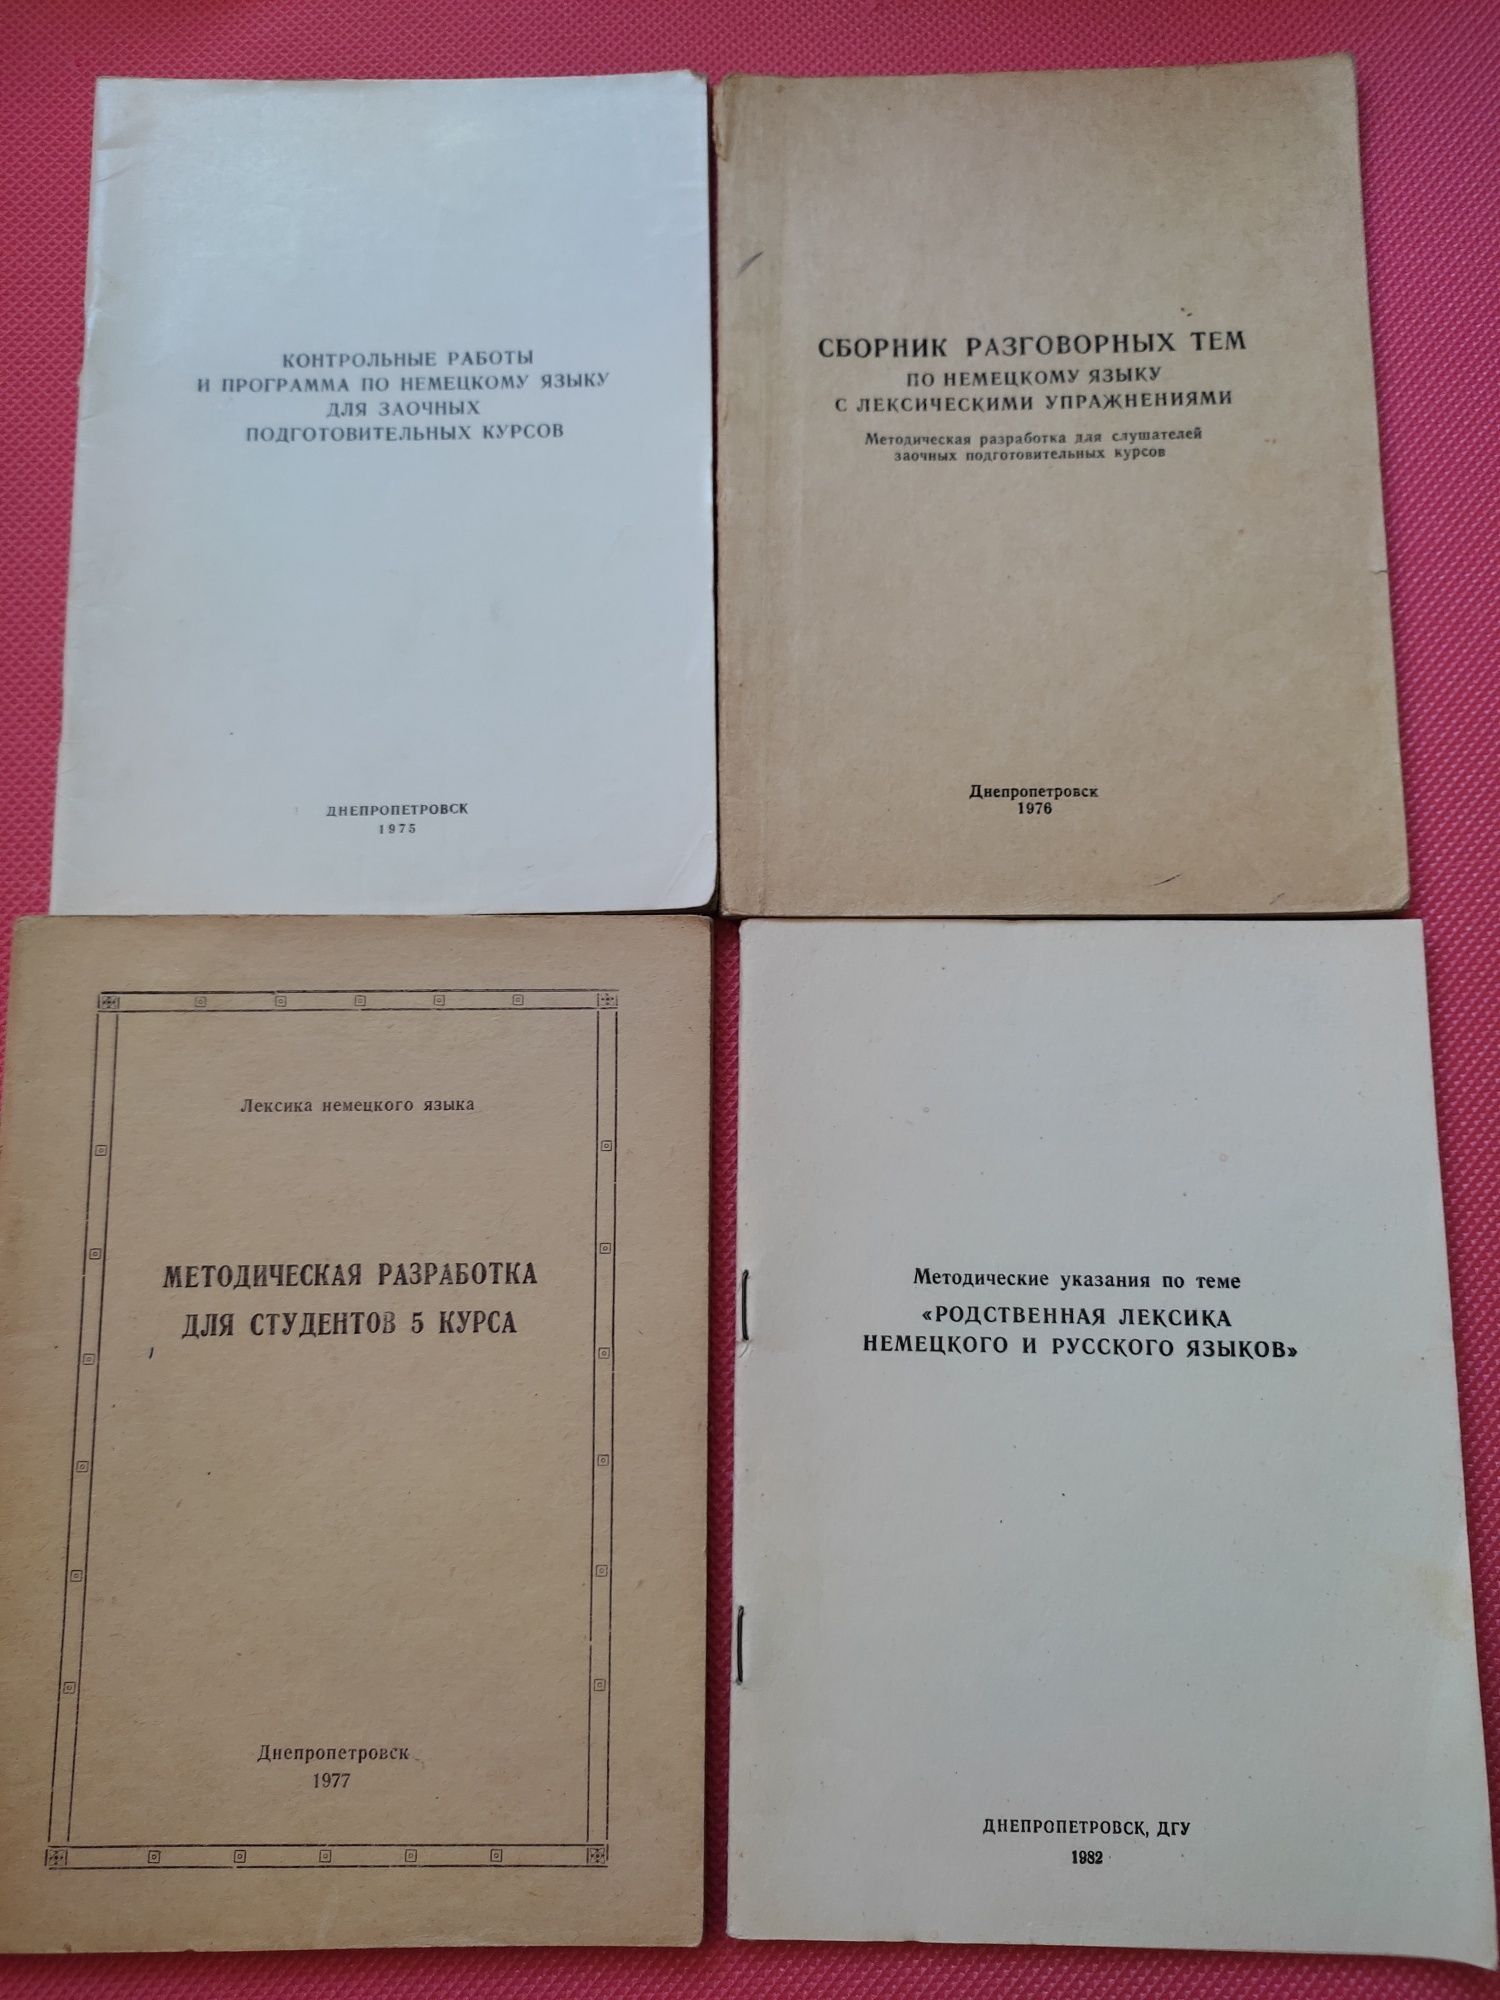 КОНТРОЛЬНЫЕ РАБОТЫ
И ПРОГРАММА ПО НЕМЕЦКОМУ ЯЗЫКУ
ДЛЯ ЗАОЧНЫХ
ПОДГОТОВИТЕЛЬНЫХ КУРСОВ
ДНЕПРОПЕТРОВСК
1975
СБОРНИК РАЗГОВОРНЫХ ТЕМ
ПО НЕМЕЦКОМУ ЯЗЫКУ
С ЛЕКСИЧЕСКИМИ УПРАЖНЕНИЯМИ
Методическая разработка для слушателей
заочных подготовительных курсов
Днепропетровск
1976
Лексика немецкого языка
МЕТОДИЧЕСКАЯ РАЗРАБОТКА
ДЛЯ СТУДЕНТОВ 5 КУРСА
Днепропетровск
1977
Методические указания по теме
«РОДСТВЕННАЯ ЛЕКСИКА
НЕМЕЦКОГО И РУССКОГО ЯЗЫКОВ»
ДНЕПРОПЕТРОВСК, ДГУ
1982